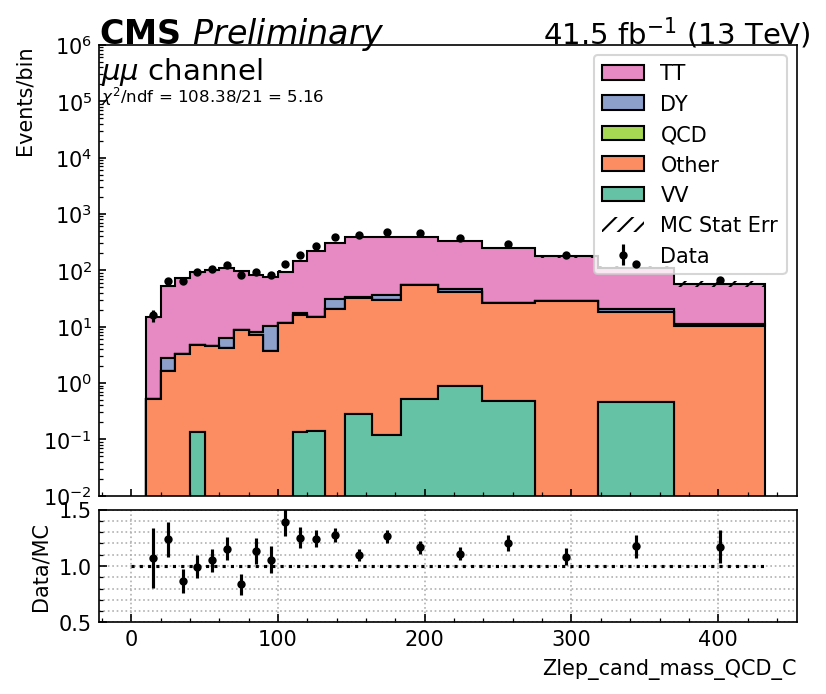 CMS Preliminary 41.5 fb⁻¹ (13 TeV)
Events/bin
μμ channel
χ²/ndf = 108.38/21 = 5.16
TT
DY
QCD
Other
VV
MC Stat Err
Data
10⁶
10⁵
10⁴
10³
10²
10¹
10⁰
10⁻¹
10⁻²
Data/MC
1.5
1.0
0.5
0 100 200 300 400
Zlep_cand_mass_QCD_C